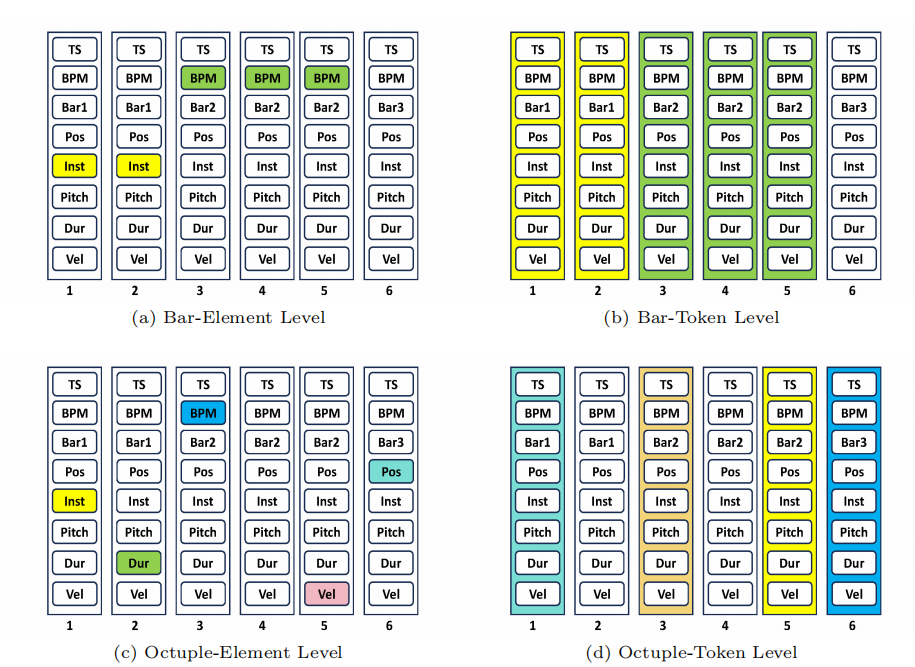 TS TS TS TS TS TS TS TS TS TS TS TS
BPM BPM BPM BPM BPM BPM BPM BPM BPM BPM BPM BPM
Bar1 Bar1 Bar2 Bar2 Bar2 Bar3 Bar1 Bar1 Bar2 Bar2 Bar2 Bar3
Pos Pos Pos Pos Pos Pos Pos Pos Pos Pos Pos Pos
Inst Inst Inst Inst Inst Inst Inst Inst Inst Inst Inst Inst
Pitch Pitch Pitch Pitch Pitch Pitch Pitch Pitch Pitch Pitch Pitch Pitch
Dur Dur Dur Dur Dur Dur Dur Dur Dur Dur Dur Dur
Vel Vel Vel Vel Vel Vel Vel Vel Vel Vel Vel Vel
1 2 3 4 5 6 1 2 3 4 5 6
(a) Bar-Element Level (b) Bar-Token Level
TS TS TS TS TS TS TS TS TS TS TS TS
BPM BPM BPM BPM BPM BPM BPM BPM BPM BPM BPM BPM
Bar1 Bar1 Bar2 Bar2 Bar2 Bar3 Bar1 Bar1 Bar2 Bar2 Bar2 Bar3
Pos Pos Pos Pos Pos Pos Pos Pos Pos Pos Pos Pos
Inst Inst Inst Inst Inst Inst Inst Inst Inst Inst Inst Inst
Pitch Pitch Pitch Pitch Pitch Pitch Pitch Pitch Pitch Pitch Pitch Pitch
Dur Dur Dur Dur Dur Dur Dur Dur Dur Dur Dur Dur
Vel Vel Vel Vel Vel Vel Vel Vel Vel Vel Vel Vel
1 2 3 4 5 6 1 2 3 4 5 6
(c) Octuple-Element Level (d) Octuple-Token Level